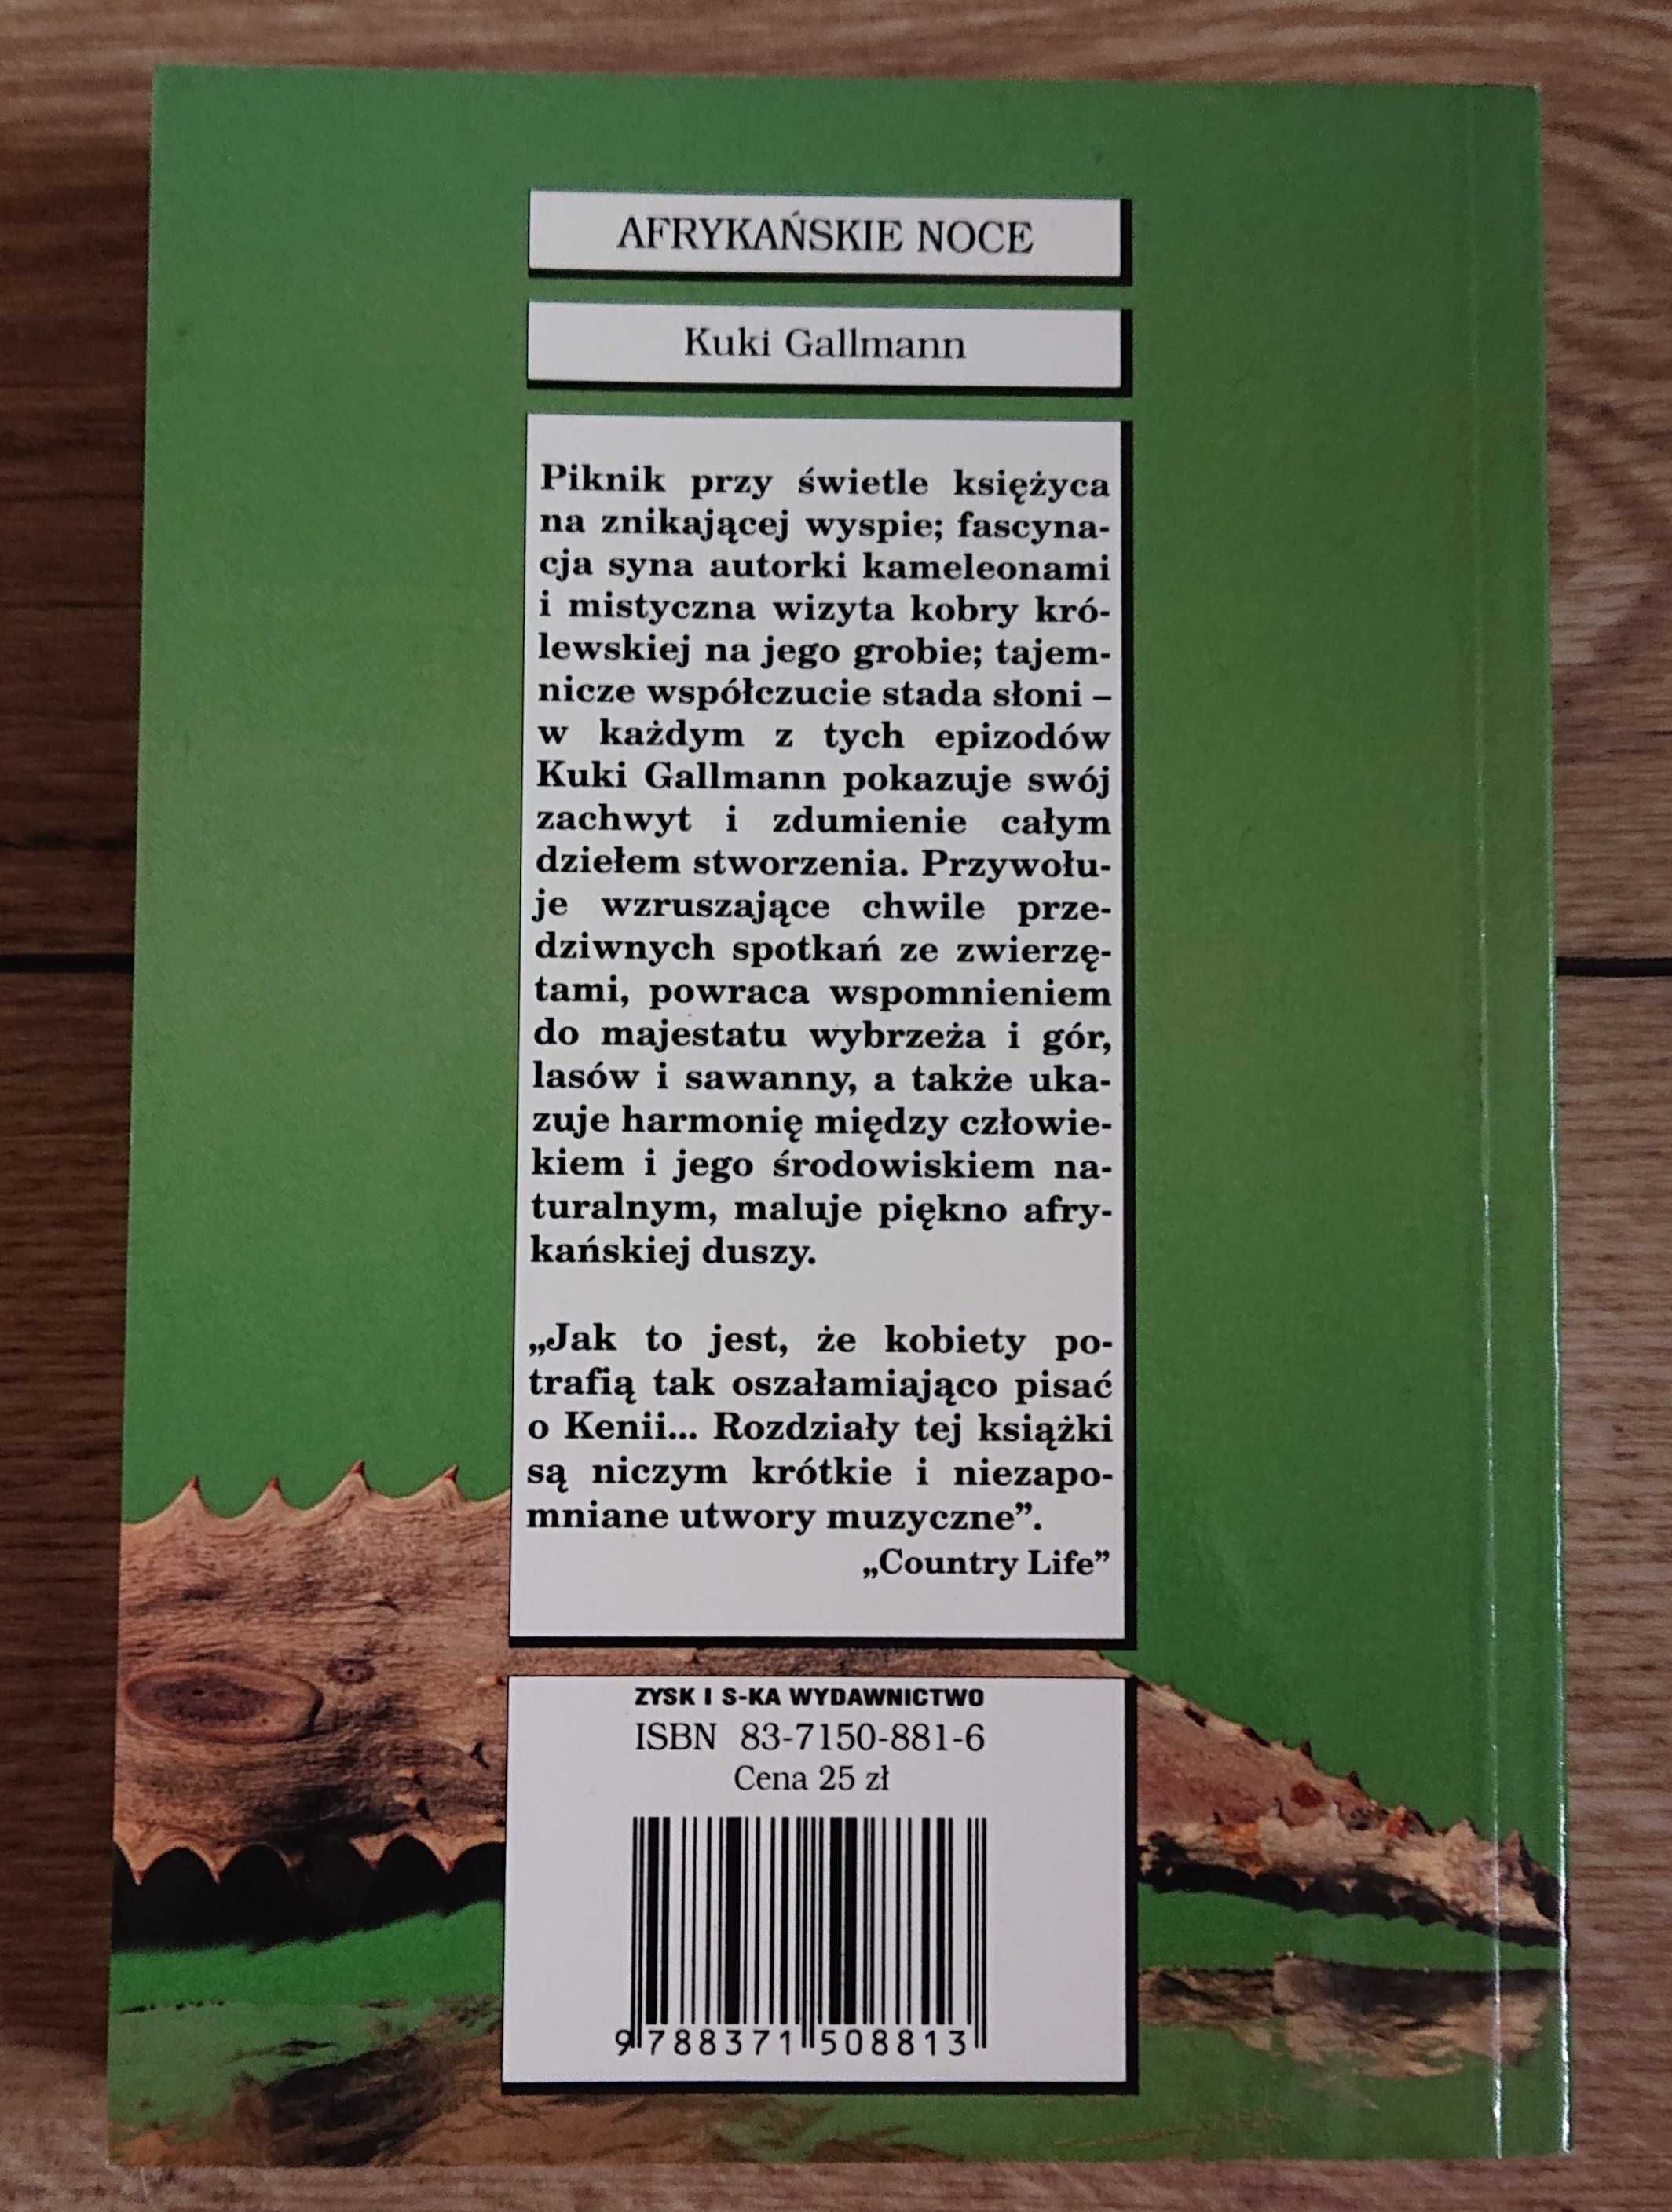 AFRYKAŃSKIE NOCE
Kuki Gallmann
Piknik przy świetle księżyca
na znikającej wyspie; fascyna-
cja syna autorki kameleonami
i mistyczna wizyta kobry kró-
lewskiej na jego grobie; tajem-
nicze współczucie stada słoni –
w każdym z tych epizodów
Kuki Gallmann pokazuje swój
zachwyt i zdumienie całym
dziełem stworzenia. Przywołu-
je wzruszające chwile prze-
dziwnych spotkań ze zwierzę-
tami, powraca wspomnieniem
do majestatu wybrzeża i gór,
lasów i sawanny, a także uka-
zuje harmonię między człowie-
kiem i jego środowiskiem na-
turalnym, maluje piękno afry-
kańskiej duszy.
„Jak to jest, że kobiety po-
trafią tak oszałamiająco pisać
o Kenii... Rozdziały tej książki
są niczym krótkie i niezapo-
mniane utwory muzyczne”.
„Country Life”
ZYSK I S-KA WYDAWNICTWO
ISBN 83-7150-881-6
Cena 25 zł
9 788371 508813